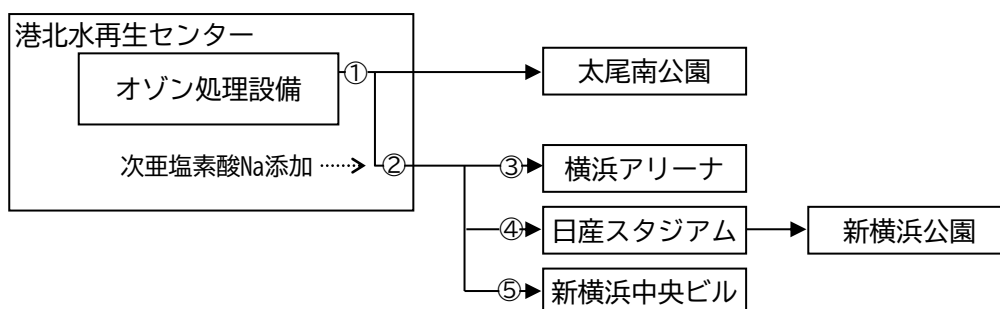 港北水再生センター
オゾン処理設備
①
太尾南公園
次亜塩素酸Na添加
②
③
横浜アリーナ
④
日産スタジアム
新横浜公園
⑤
新横浜中央ビル